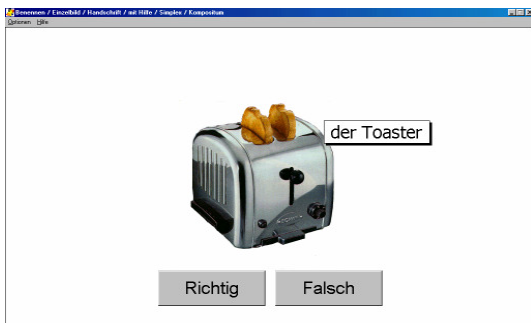 Benennen / Einzelbild / Handschrift / mit Hilfe / Simplex / Kompositum
Optionen Hilfe
der Toaster
Richtig Falsch